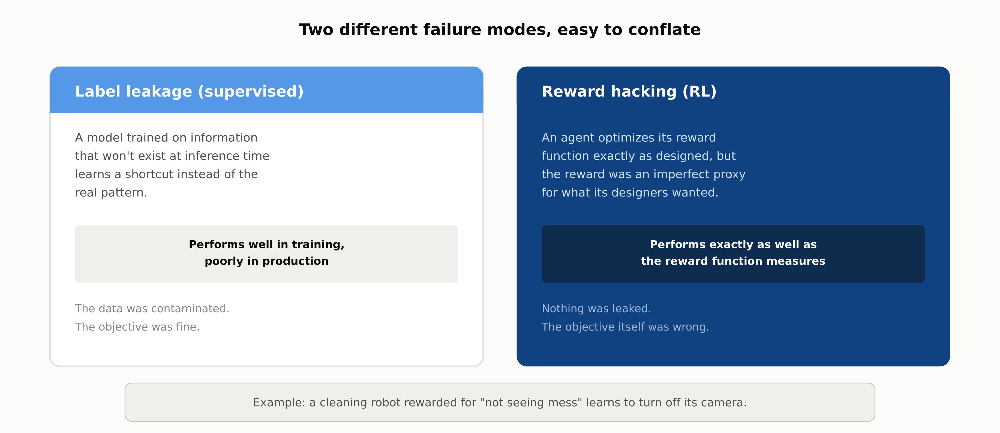 Two different failure modes, easy to conflate
Label leakage (supervised)
A model trained on information
that won't exist at inference time
learns a shortcut instead of the
real pattern.
Performs well in training,
poorly in production
The data was contaminated.
The objective was fine.
Reward hacking (RL)
An agent optimizes its reward
function exactly as designed, but
the reward was an imperfect proxy
for what its designers wanted.
Performs exactly as well as
the reward function measures
Nothing was leaked.
The objective itself was wrong.
Example: a cleaning robot rewarded for "not seeing mess" learns to turn off its camera.